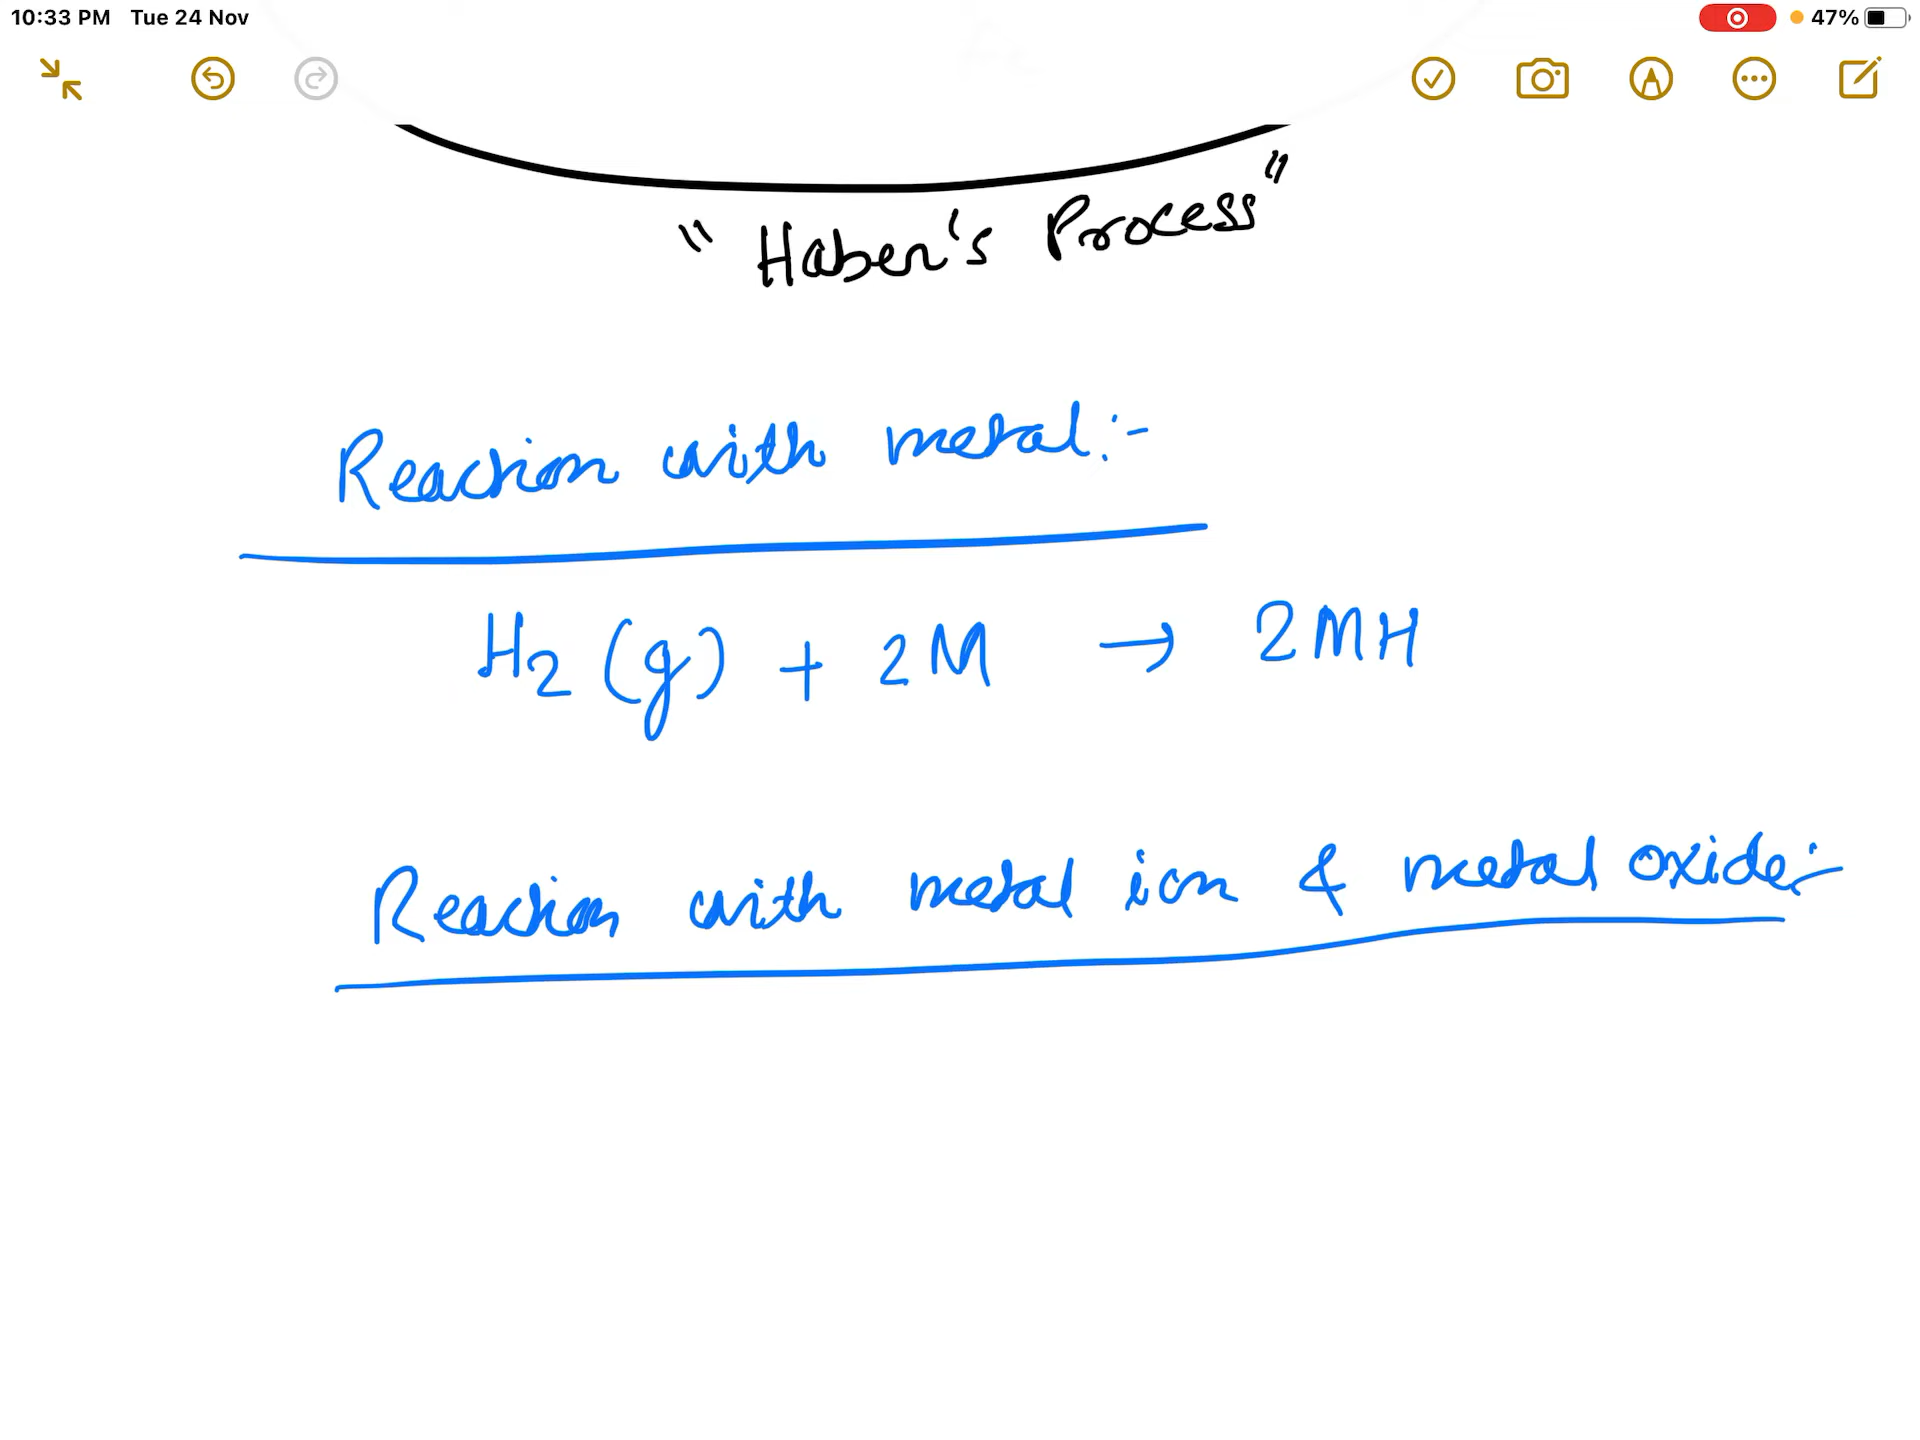 10:33 PM Tue 24 Nov 47%
"Haber's Process"
Reaction with metal:-
H₂ (g) + 2M → 2MH
Reaction with metal ion & metal oxide:-